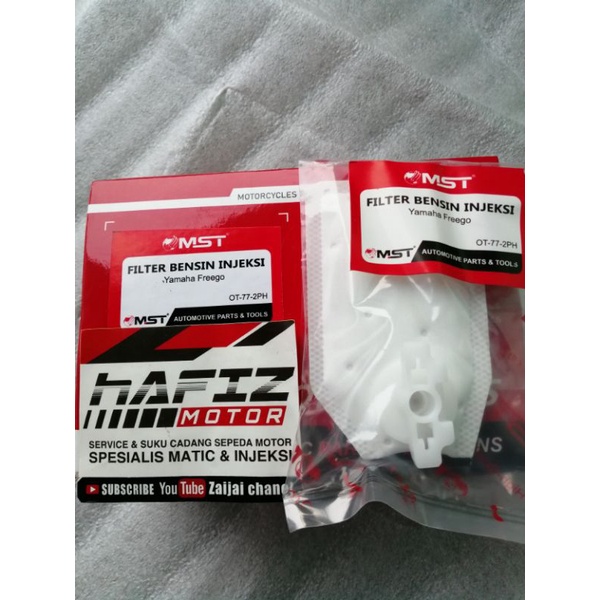 MOTORCYCLES
MST
FILTER BENSIN INJEKSI
Yamaha Freego
OT-77-2PH
MST AUTOMOTIVE PARTS & TOOLS
HAFIZ
MOTOR
SERVICE & SUKU CADANG SEPEDA MOTOR
SPESIALIS MATIC & INJEKSI
SUBSCRIBE YouTube Zaijai chanel
MST
FILTER BENSIN INJEKSI
Yamaha Freego
OT-77-2PH
MST AUTOMOTIVE PARTS & TOOLS